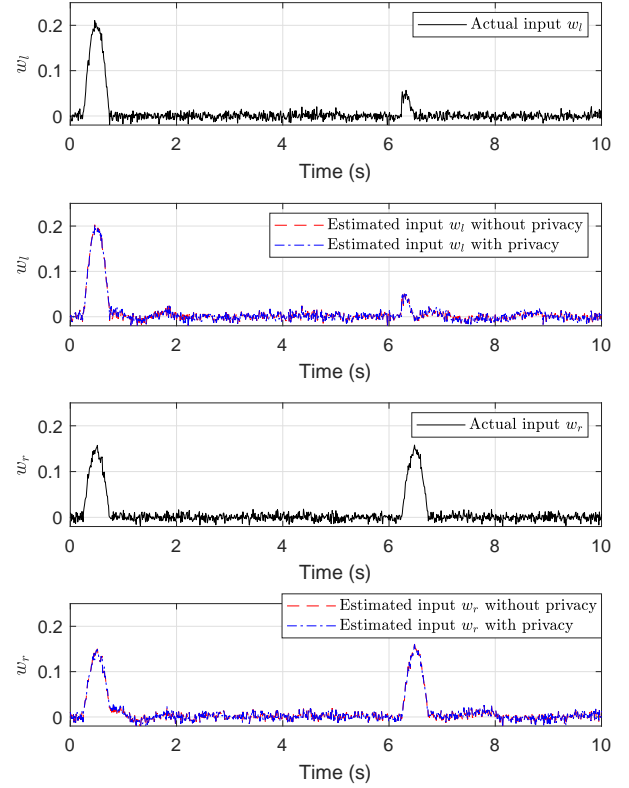 0.2
0.1
0
w_l
Actual input w_l
0 2 4 6 8 10
Time (s)
0.2
0.1
0
w_l
Estimated input w_l without privacy
Estimated input w_l with privacy
0 2 4 6 8 10
Time (s)
0.2
0.1
0
w_r
Actual input w_r
0 2 4 6 8 10
Time (s)
0.2
0.1
0
w_r
Estimated input w_r without privacy
Estimated input w_r with privacy
0 2 4 6 8 10
Time (s)